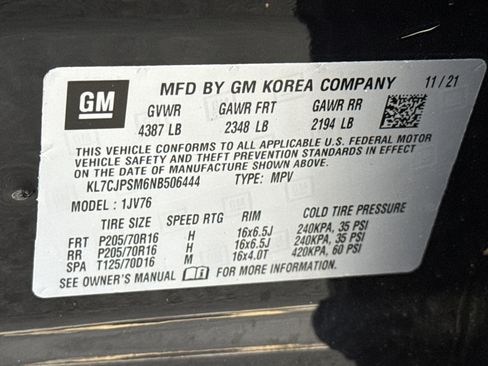 GM
MFD BY GM KOREA COMPANY 11/21
GVWR GAWR FRT GAWR RR
4387 LB 2348 LB 2194 LB
THIS VEHICLE CONFORMS TO ALL APPLICABLE U.S. FEDERAL MOTOR
VEHICLE SAFETY, BUMPER, AND THEFT PREVENTION STANDARDS
IN EFFECT ON THE DATE OF MANUFACTURE SHOWN ABOVE.
KL7CJPSM6NB506444 TYPE: MPV
MODEL : 1JV76
TIRE SIZE SPEED RTG RIM COLD TIRE PRESSURE
FRT P205/70R16 H 16x6.5J 240KPA, 35 PSI
RR P205/70R16 H 16x6.5J 240KPA, 35 PSI
SPA T125/70D16 M 16x4.0T 420KPA, 60 PSI
SEE OWNER'S MANUAL FOR MORE INFORMATION.